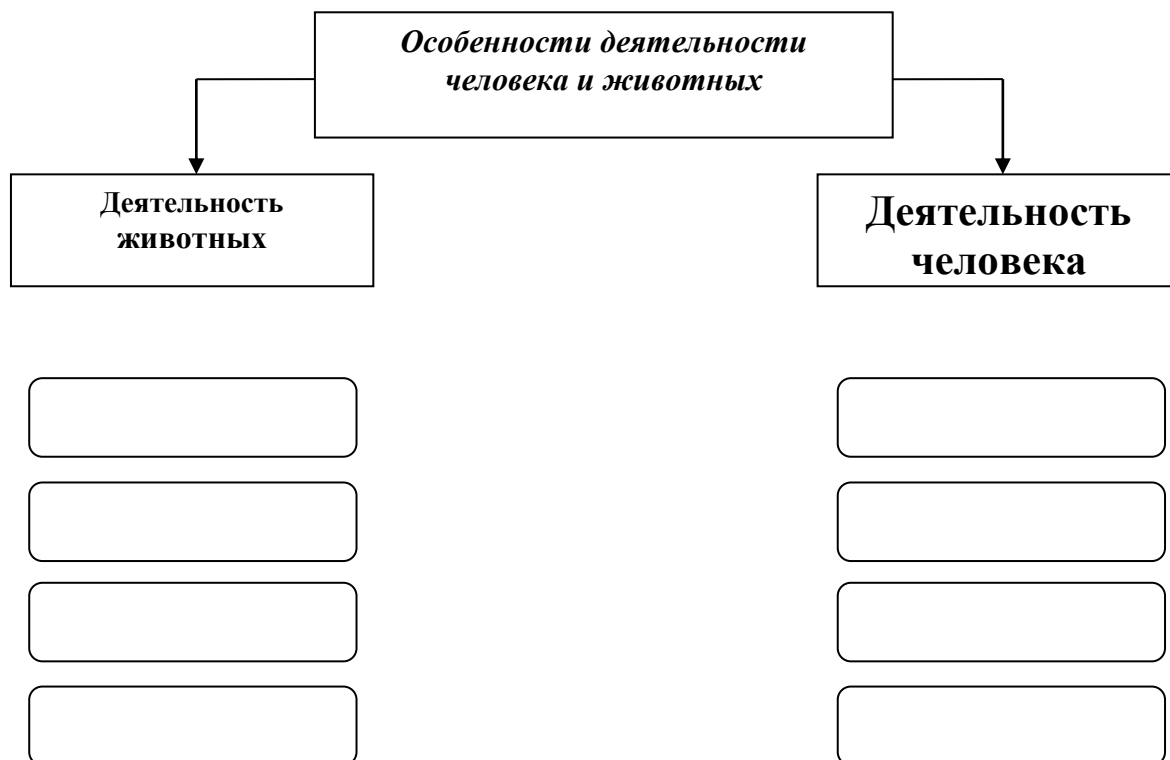 Особенности деятельности
человека и животных
Деятельность
животных
Деятельность
человека